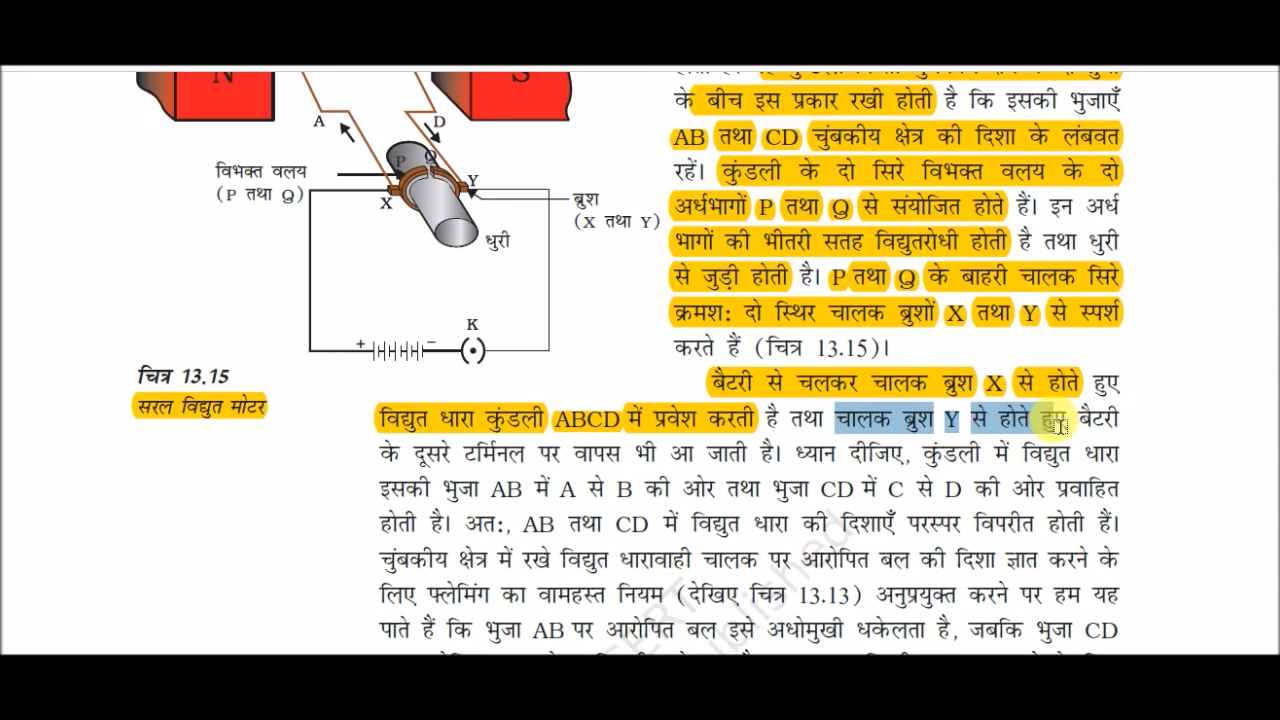 N
S
A
D
P
Q
विभक्त वलय
(P तथा Q)
X
Y
ब्रुश
(X तथा Y)
धुरी
K
+
−
चित्र 13.15
सरल विद्युत मोटर
के बीच इस प्रकार रखी होती है कि इसकी भुजाएँ
AB तथा CD चुंबकीय क्षेत्र की दिशा के लंबवत
रहें। कुंडली के दो सिरे विभक्त वलय के दो
अर्धभागों P तथा Q से संयोजित होते हैं। इन अर्ध
भागों की भीतरी सतह विद्युतरोधी होती है तथा धुरी
से जुड़ी होती है। P तथा Q के बाहरी चालक सिरे
क्रमश: दो स्थिर चालक ब्रुशों X तथा Y से स्पर्श
करते हैं (चित्र 13.15)।
बैटरी से चलकर चालक ब्रुश X से होते हुए
विद्युत धारा कुंडली ABCD में प्रवेश करती है तथा चालक ब्रुश Y से होते हुए बैटरी
के दूसरे टर्मिनल पर वापस भी आ जाती है। ध्यान दीजिए, कुंडली में विद्युत धारा
इसकी भुजा AB में A से B की ओर तथा भुजा CD में C से D की ओर प्रवाहित
होती है। अत:, AB तथा CD में विद्युत धारा की दिशाएँ परस्पर विपरीत होती हैं।
चुंबकीय क्षेत्र में रखे विद्युत धारावाही चालक पर आरोपित बल की दिशा ज्ञात करने के
लिए फ्लेमिंग का वामहस्त नियम (देखिए चित्र 13.13) अनुप्रयुक्त करने पर हम यह
पाते हैं कि भुजा AB पर आरोपित बल इसे अधोमुखी धकेलता है, जबकि भुजा CD